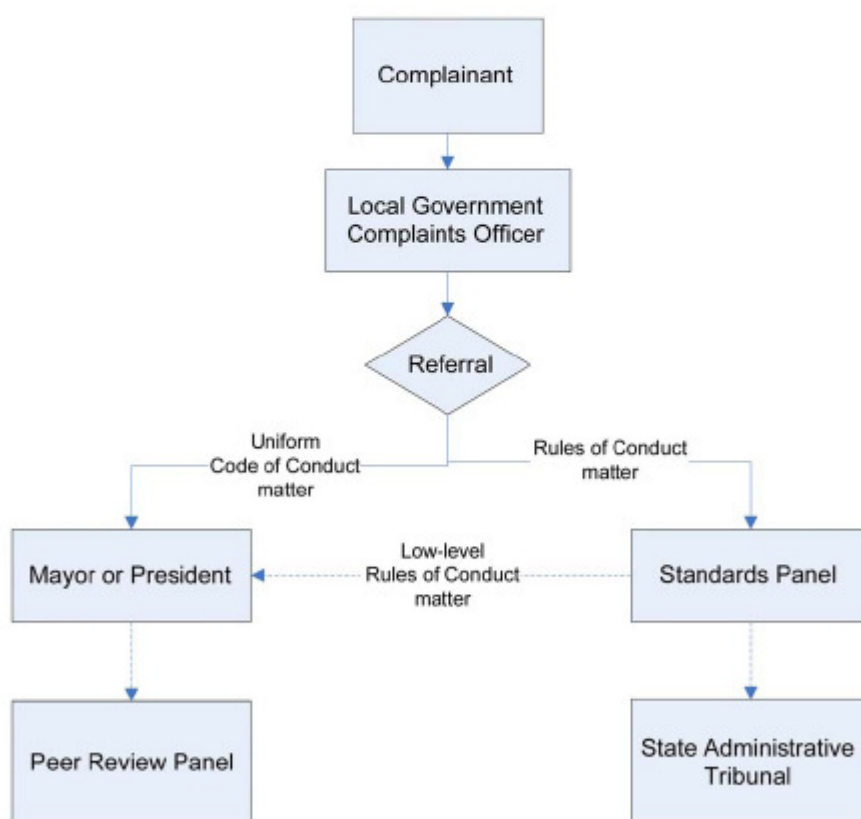 Complainant
Local Government
Complaints Officer
Referral
Uniform
Code of Conduct
matter
Rules of Conduct
matter
Mayor or President
Low-level
Rules of Conduct
matter
Standards Panel
Peer Review Panel
State Administrative
Tribunal